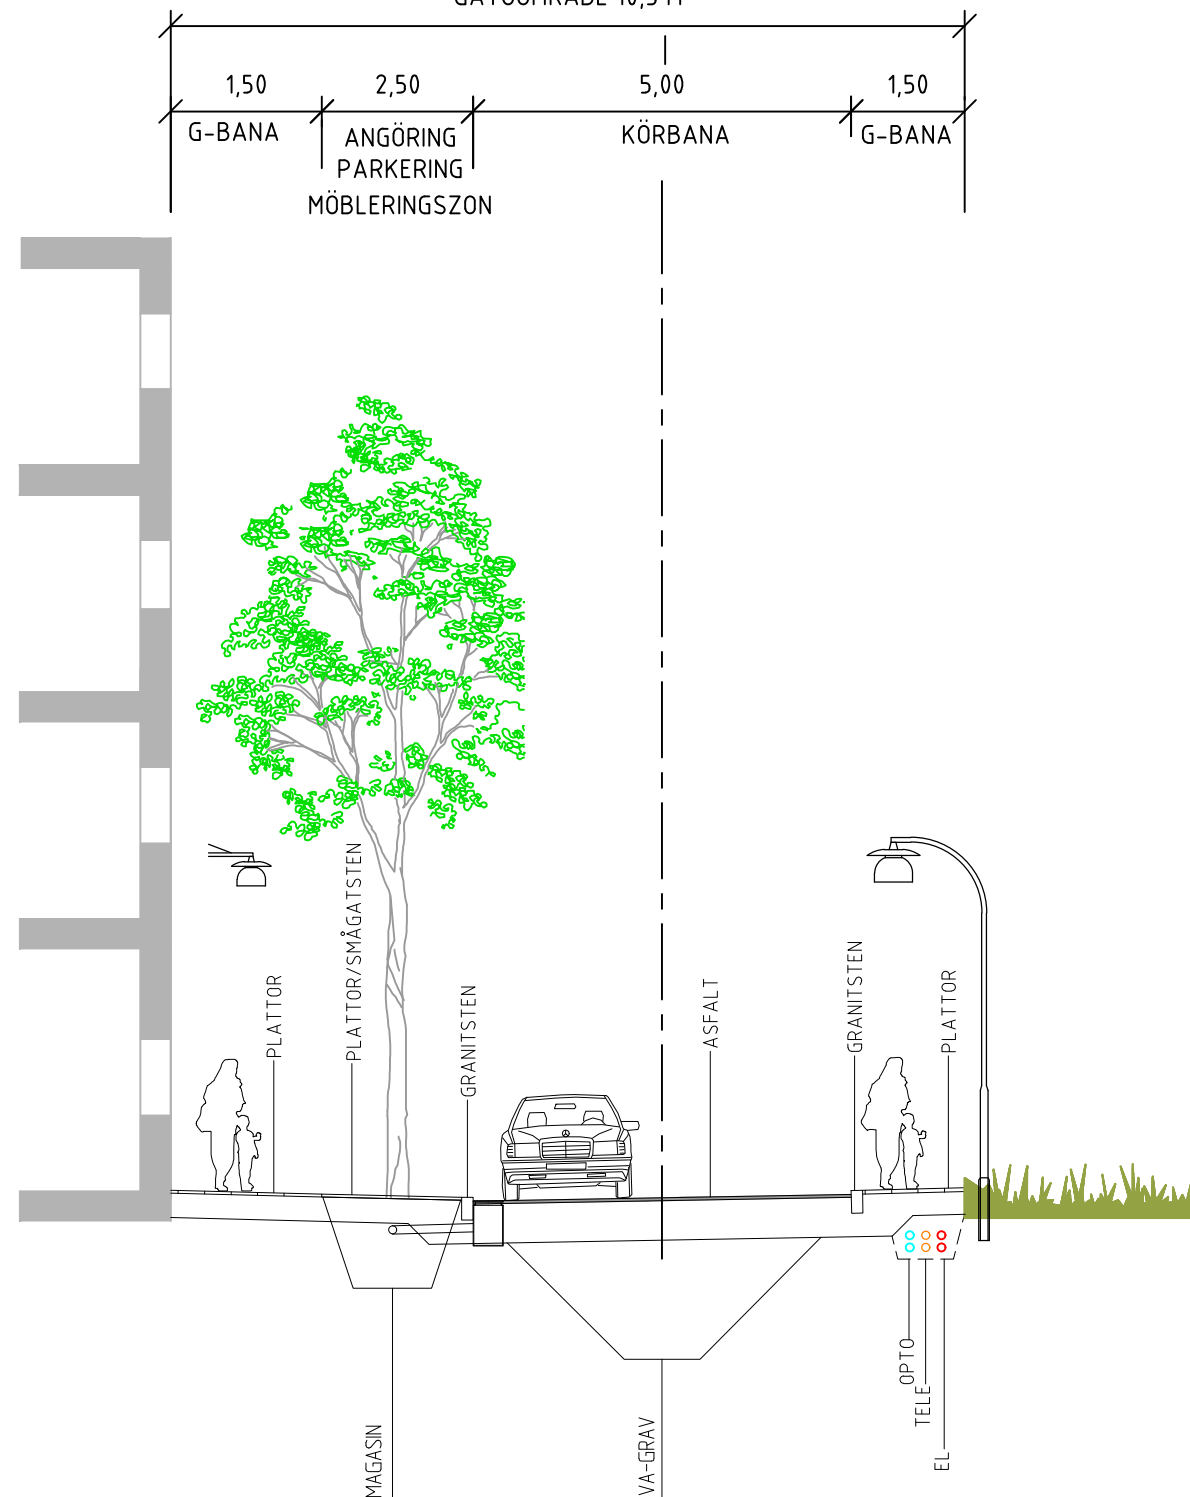 1,50
2,50
5,00
1,50
G-BANA
ANGÖRING
PARKERING
MÖBLERINGSZON
KÖRBANA
G-BANA
PLATTOR
PLATTOR/SMÅGATSTEN
GRANITSTEN
ASFALT
GRANITSTEN
PLATTOR
MAGASIN
VA-GRAV
OPTO
TELE
EL